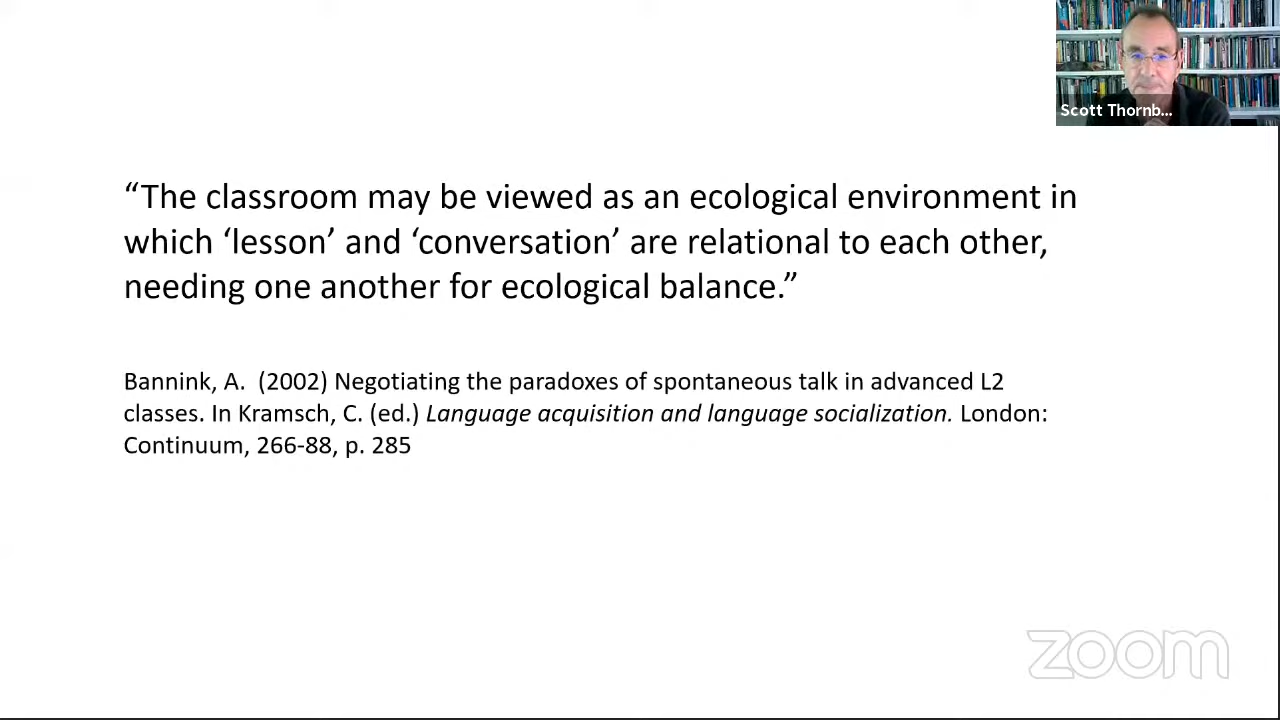 Scott Thornb...
“The classroom may be viewed as an ecological environment in
which ‘lesson’ and ‘conversation’ are relational to each other,
needing one another for ecological balance.”
Bannink, A.  (2002) Negotiating the paradoxes of spontaneous talk in advanced L2
classes. In Kramsch, C. (ed.) Language acquisition and language socialization. London:
Continuum, 266-88, p. 285
zoom